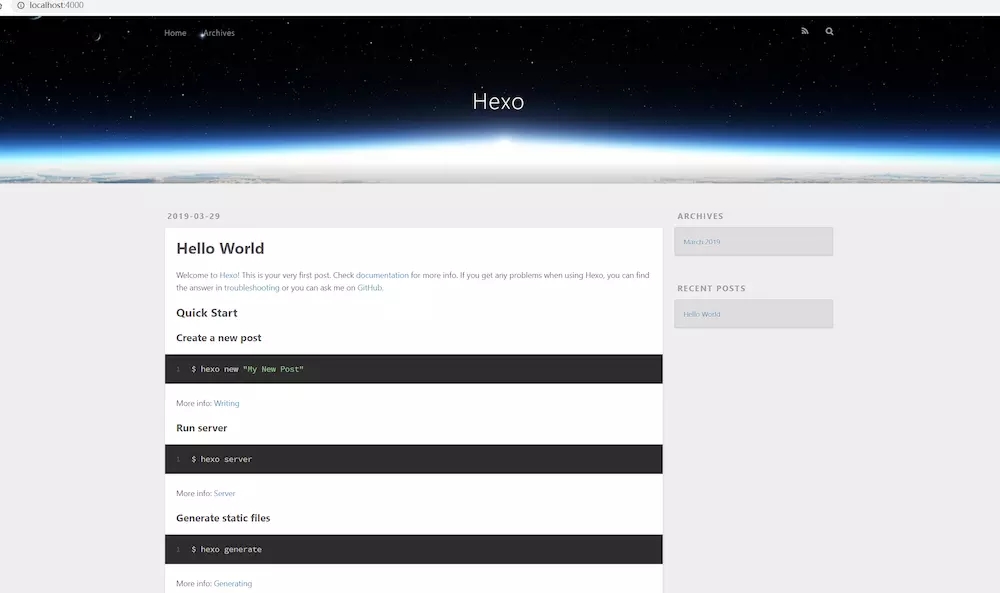 localhost:4000
Home Archives
Hexo
2019-03-29
Hello World
Welcome to Hexo! This is your very first post. Check documentation for more info. If you get any problems when using Hexo, you can find
the answer in troubleshooting or you can ask me on GitHub.
Quick Start
Create a new post
1 $ hexo new "My New Post"
More info: Writing
Run server
1 $ hexo server
More info: Server
Generate static files
1 $ hexo generate
More info: Generating
ARCHIVES
March 2019
RECENT POSTS
Hello World